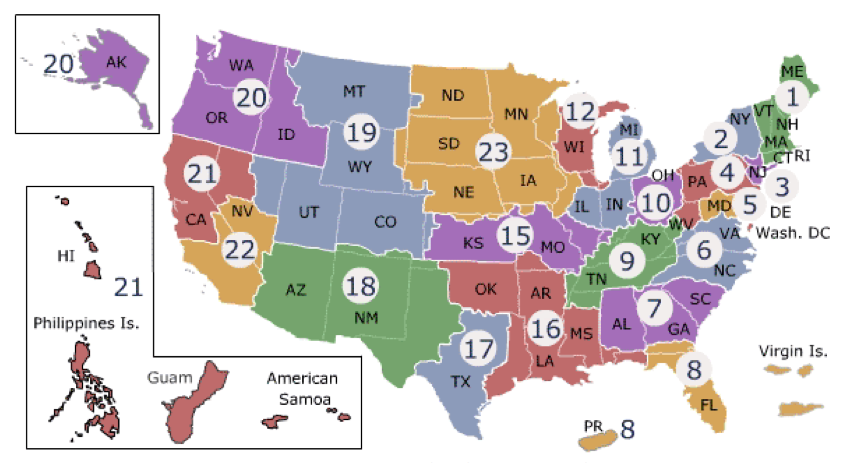 20 AK
WA
20
OR
ID
MT
19
WY
ND
MN
SD
23
NE
IA
12
WI
MI
11
ME
1
VT
NH
NY
2
MA
CT RI
21
CA
NV
22
UT
CO
IL
IN
OH
10
PA
4
NJ
3
MD
5
DE
WV
VA
Wash. DC
6
NC
KS
15
MO
KY
9
TN
AZ
18
NM
OK
AR
16
MS
LA
17
TX
AL
7
GA
SC
8
FL
HI
21
Philippines Is.
Guam
American
Samoa
Virgin Is.
PR 8